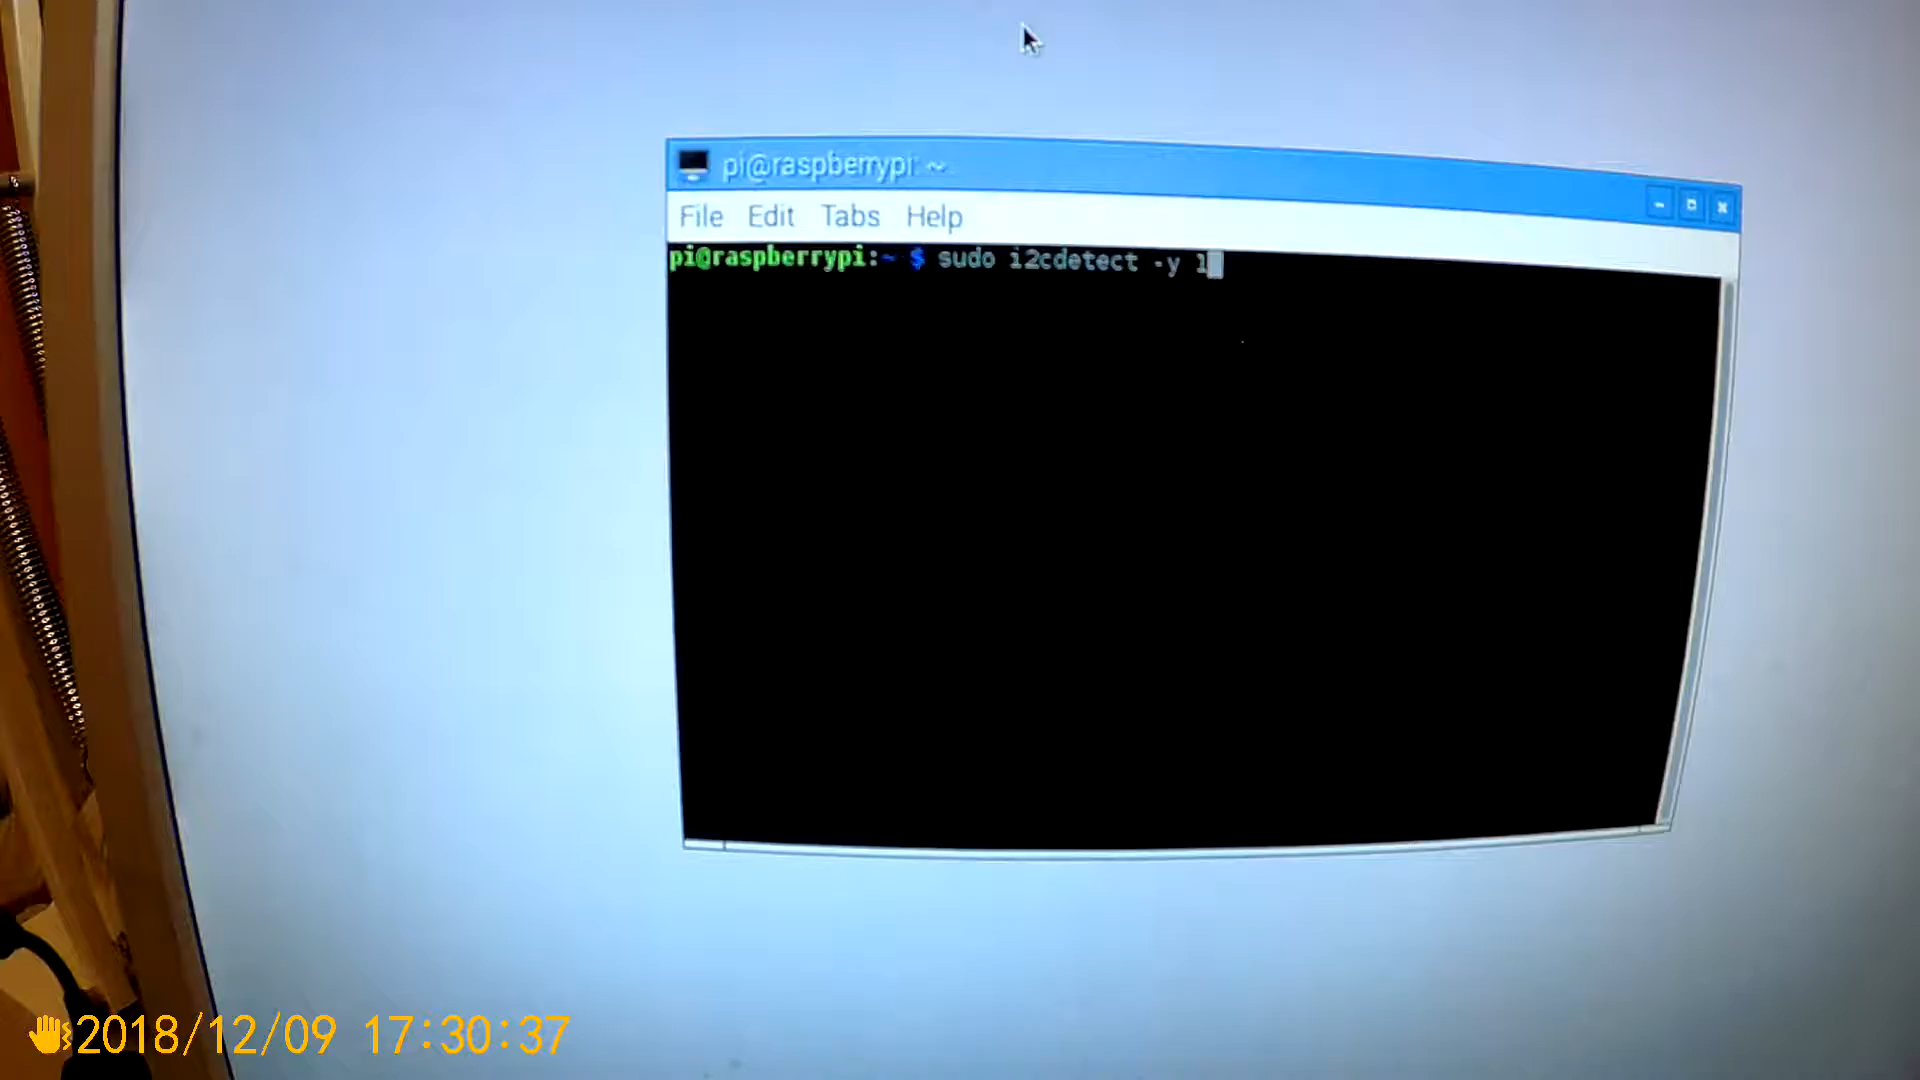 pi@raspberrypi: ~
File Edit Tabs Help
pi@raspberrypi:~ $ sudo i2cdetect -y 1
2018/12/09 17:30:37